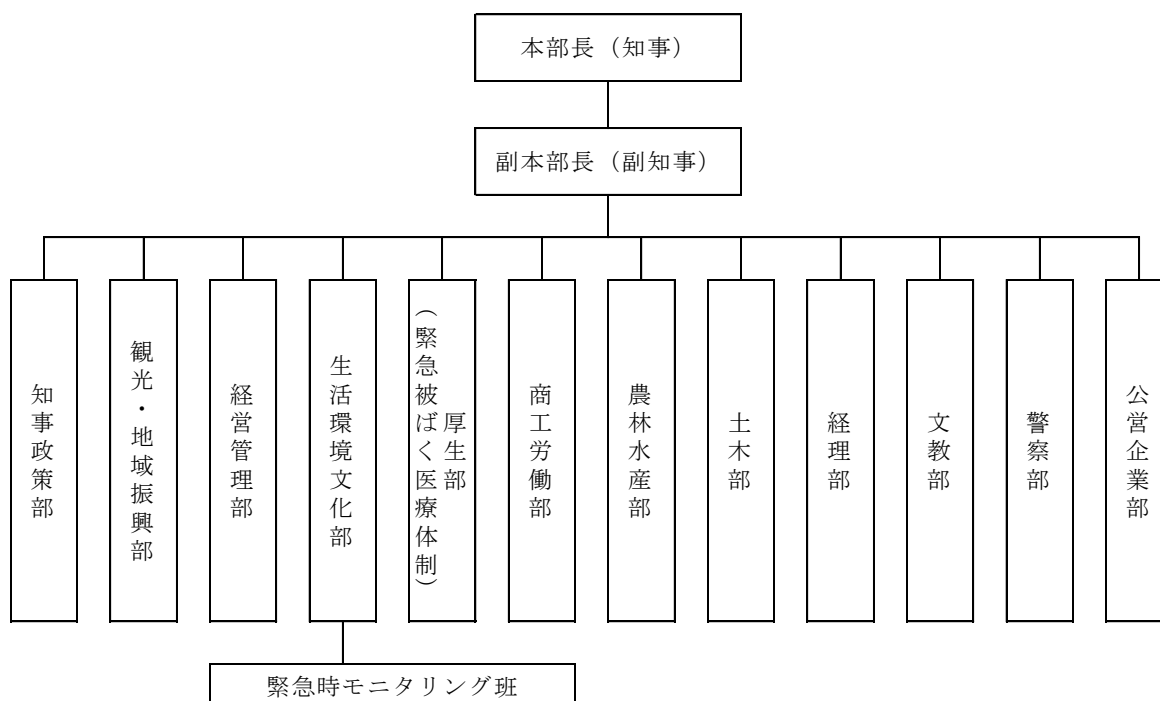 本部長（知事）
副本部長（副知事）
知事政策部
観光・地域振興部
経営管理部
生活環境文化部
厚生部
（緊急被ばく医療体制）
商工労働部
農林水産部
土木部
経理部
文教部
警察部
公営企業部
緊急時モニタリング班